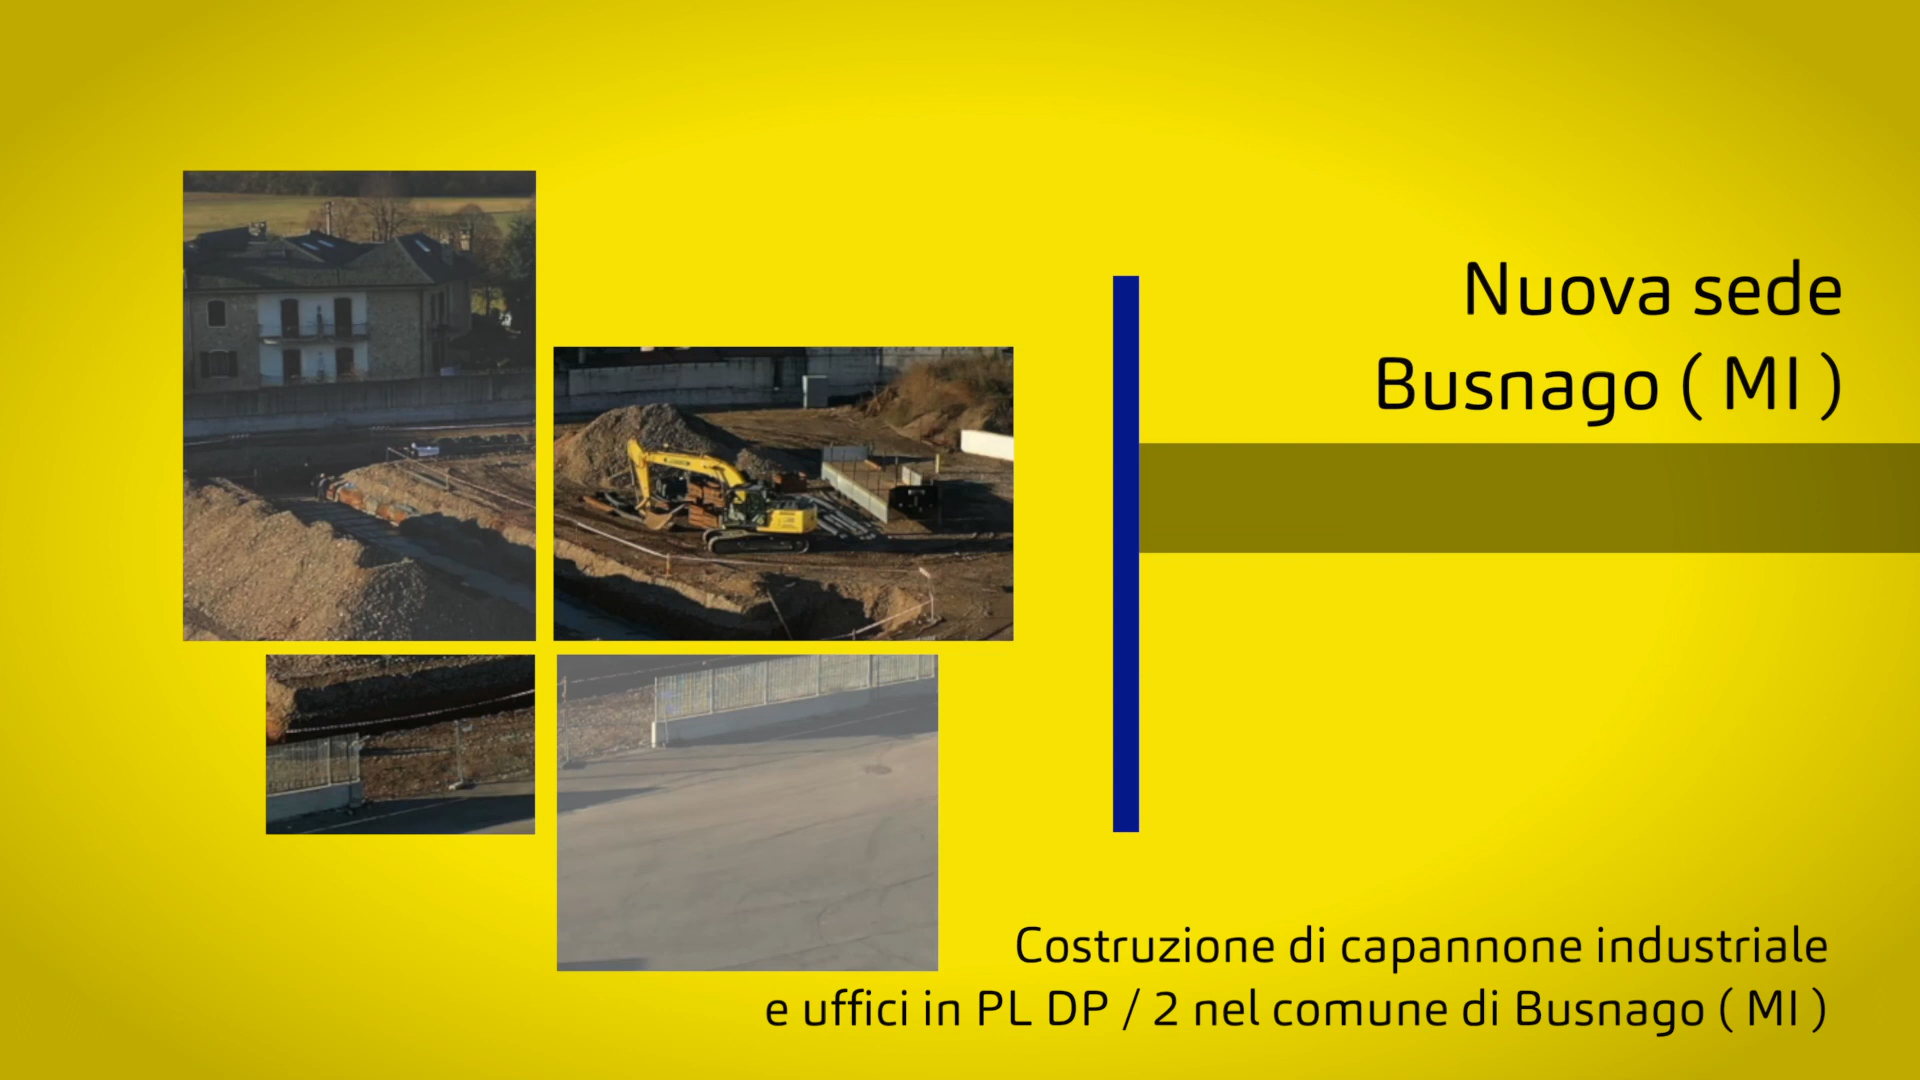 Nuova sede
Busnago ( MI )
Costruzione di capannone industriale
e uffici in PL DP / 2 nel comune di Busnago ( MI )